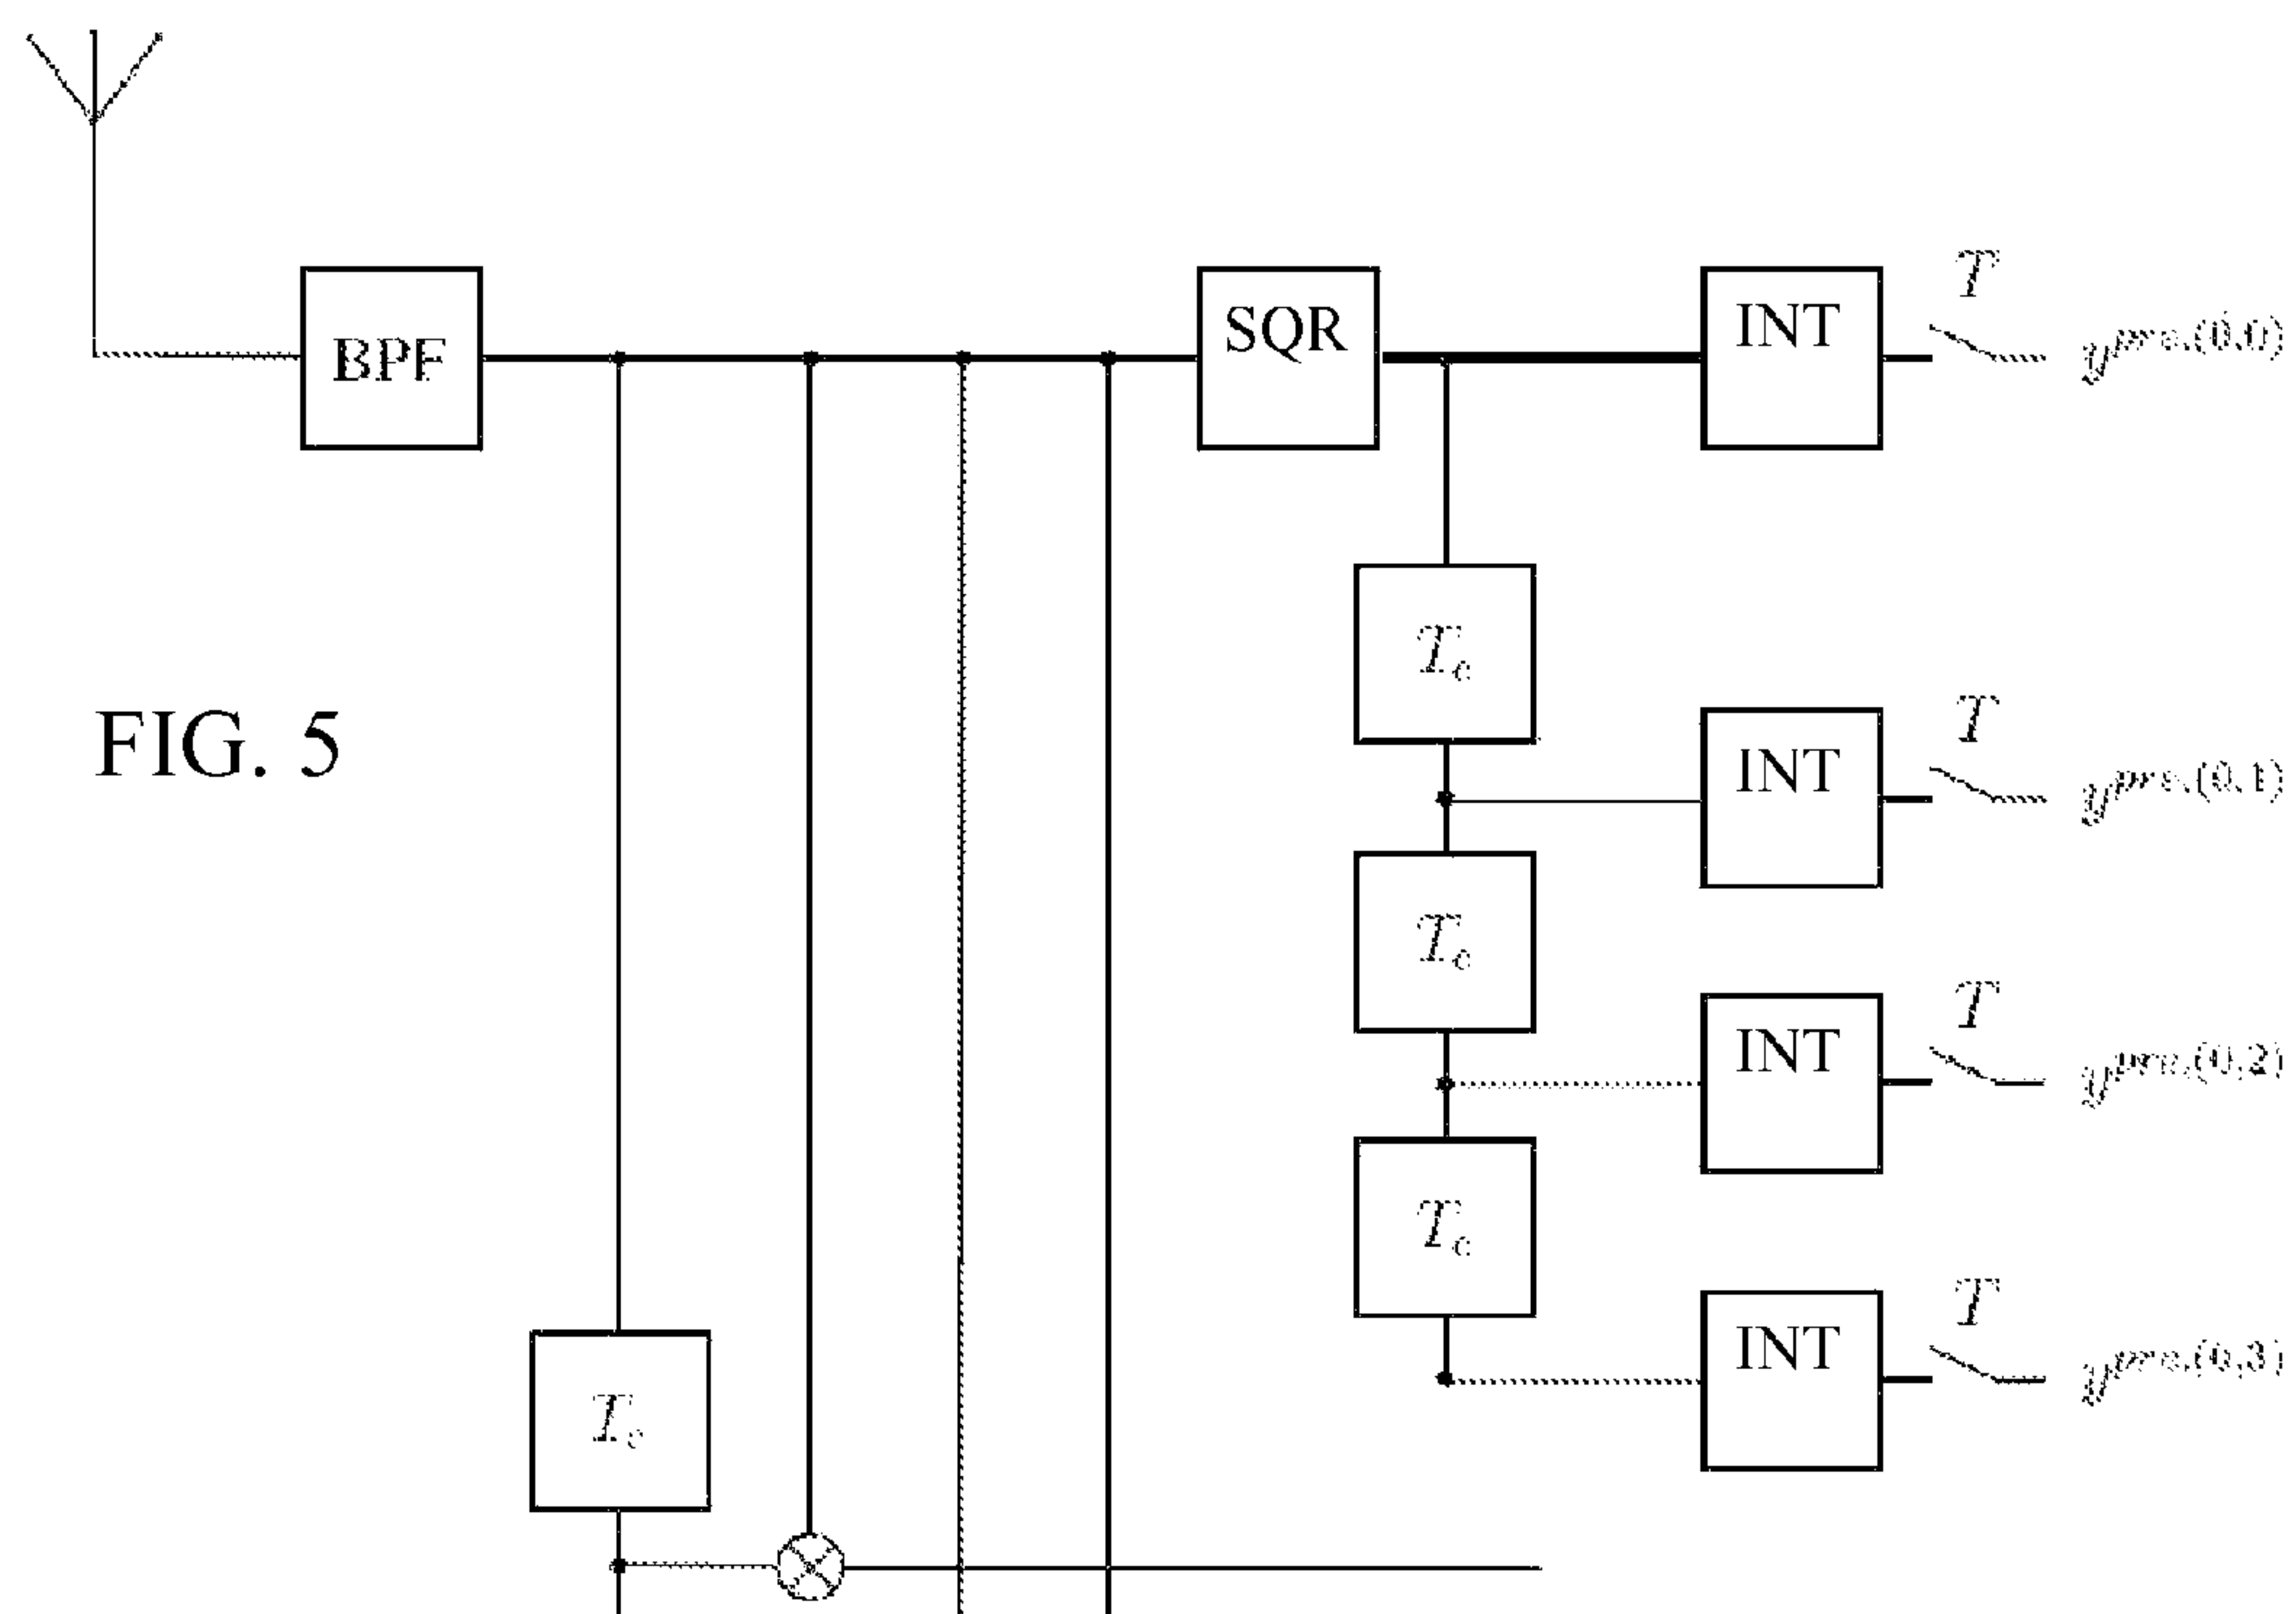 T
BPF
SQR
INT
y^{pre,(0,0)}
T_c
T
FIG. 5
INT
y^{pre,(0,1)}
T_c
T
INT
y^{pre,(0,2)}
T_c
T
INT
y^{pre,(0,3)}
T_c